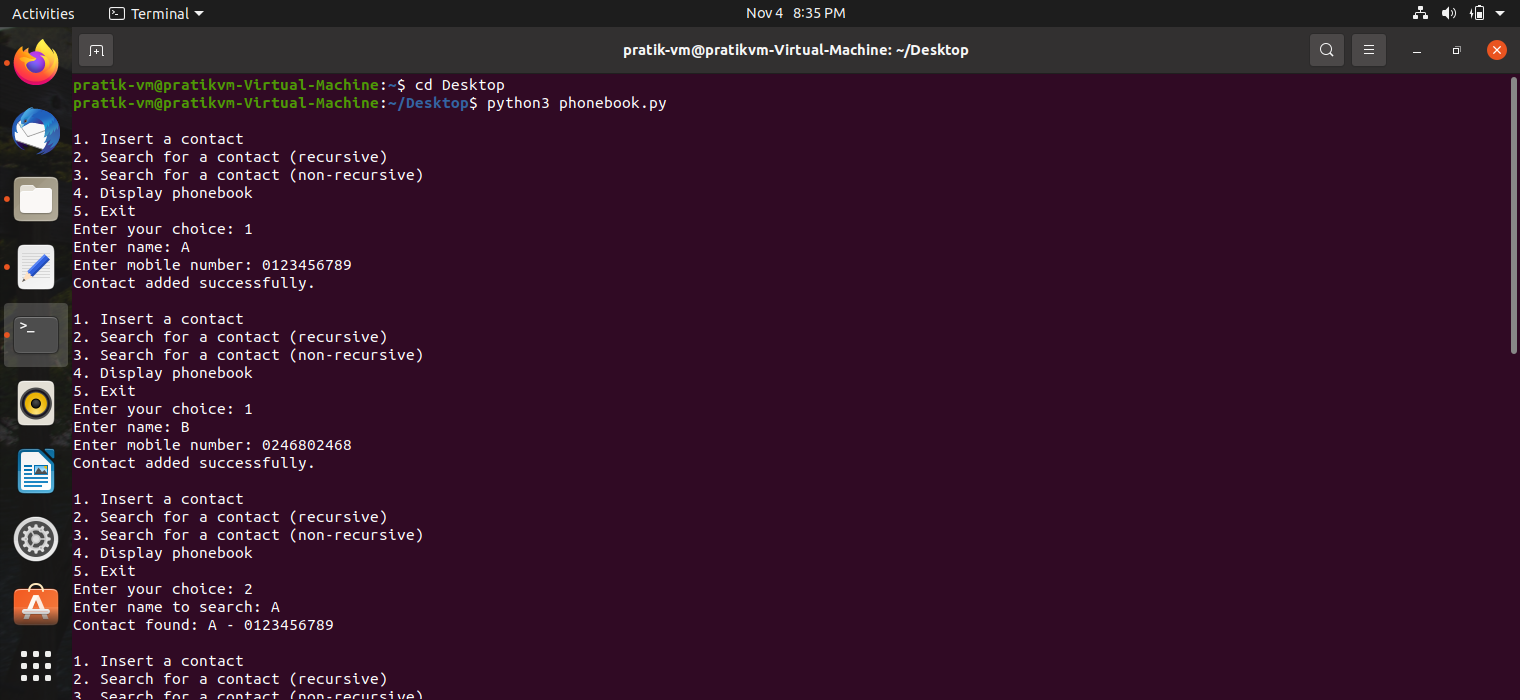 Activities Terminal Nov 4 8:35 PM
pratik-vm@pratikvm-Virtual-Machine: ~/Desktop
pratik-vm@pratikvm-Virtual-Machine:~$ cd Desktop
pratik-vm@pratikvm-Virtual-Machine:~/Desktop$ python3 phonebook.py
1. Insert a contact
2. Search for a contact (recursive)
3. Search for a contact (non-recursive)
4. Display phonebook
5. Exit
Enter your choice: 1
Enter name: A
Enter mobile number: 0123456789
Contact added successfully.
1. Insert a contact
2. Search for a contact (recursive)
3. Search for a contact (non-recursive)
4. Display phonebook
5. Exit
Enter your choice: 1
Enter name: B
Enter mobile number: 0246802468
Contact added successfully.
1. Insert a contact
2. Search for a contact (recursive)
3. Search for a contact (non-recursive)
4. Display phonebook
5. Exit
Enter your choice: 2
Enter name to search: A
Contact found: A - 0123456789
1. Insert a contact
2. Search for a contact (recursive)
3. Search for a contact (non-recursive)